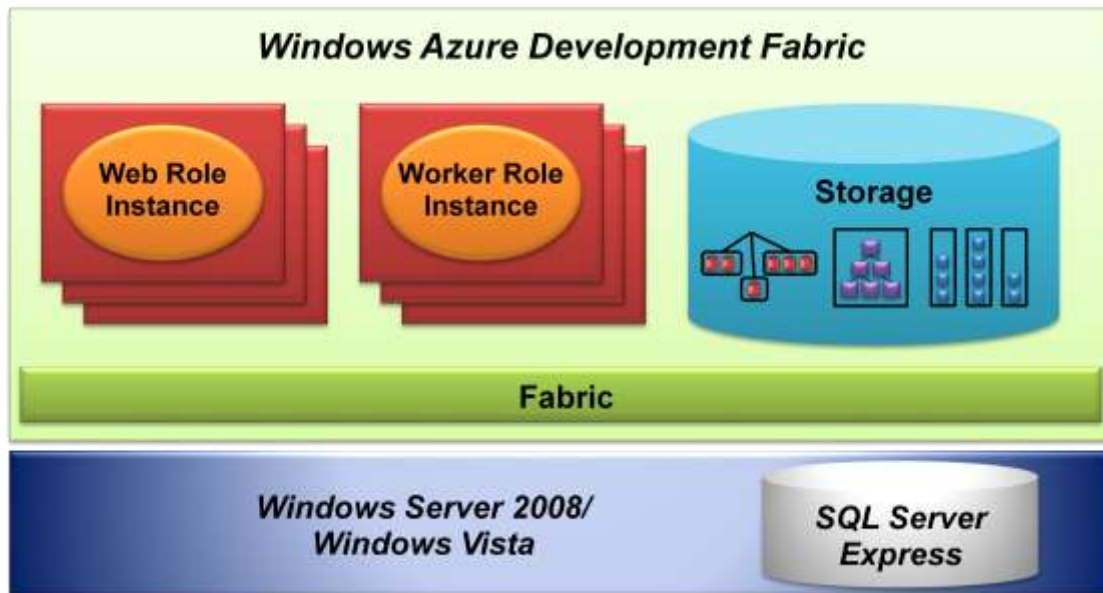 Windows Azure Development Fabric
Web Role
Instance
Worker Role
Instance
Storage
Fabric
Windows Server 2008/
Windows Vista
SQL Server
Express